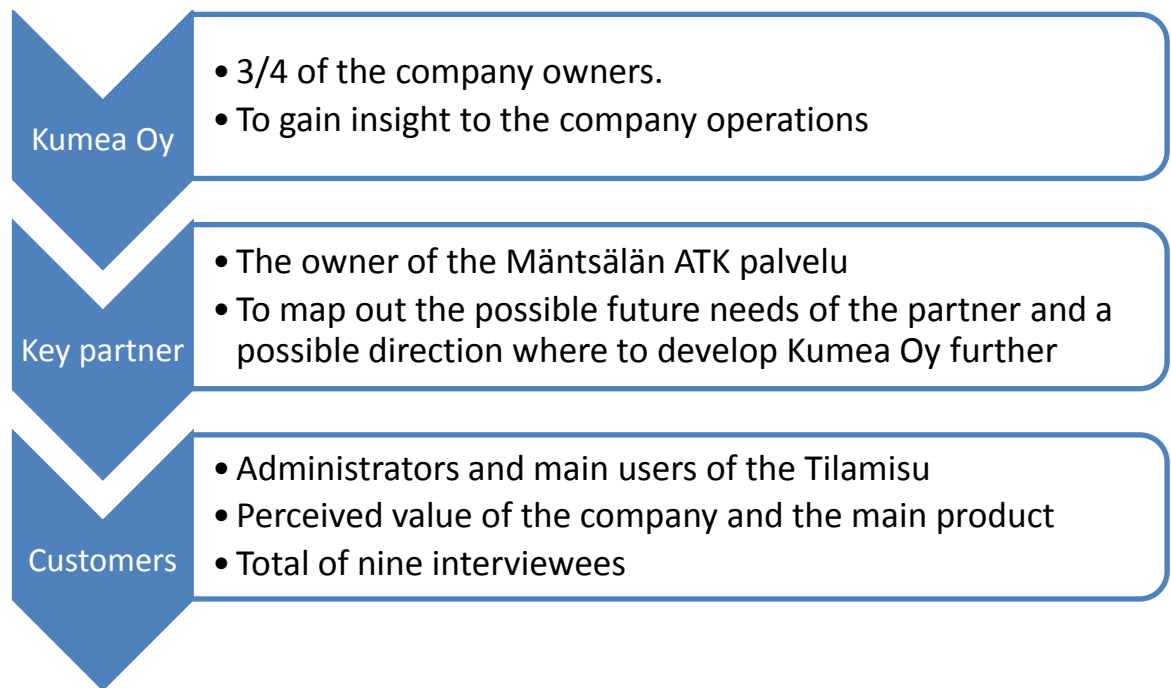 Kumea Oy
• 3/4 of the company owners.
• To gain insight to the company operations
Key partner
• The owner of the Mäntsälän ATK palvelu
• To map out the possible future needs of the partner and a
possible direction where to develop Kumea Oy further
Customers
• Administrators and main users of the Tilamisu
• Perceived value of the company and the main product
• Total of nine interviewees